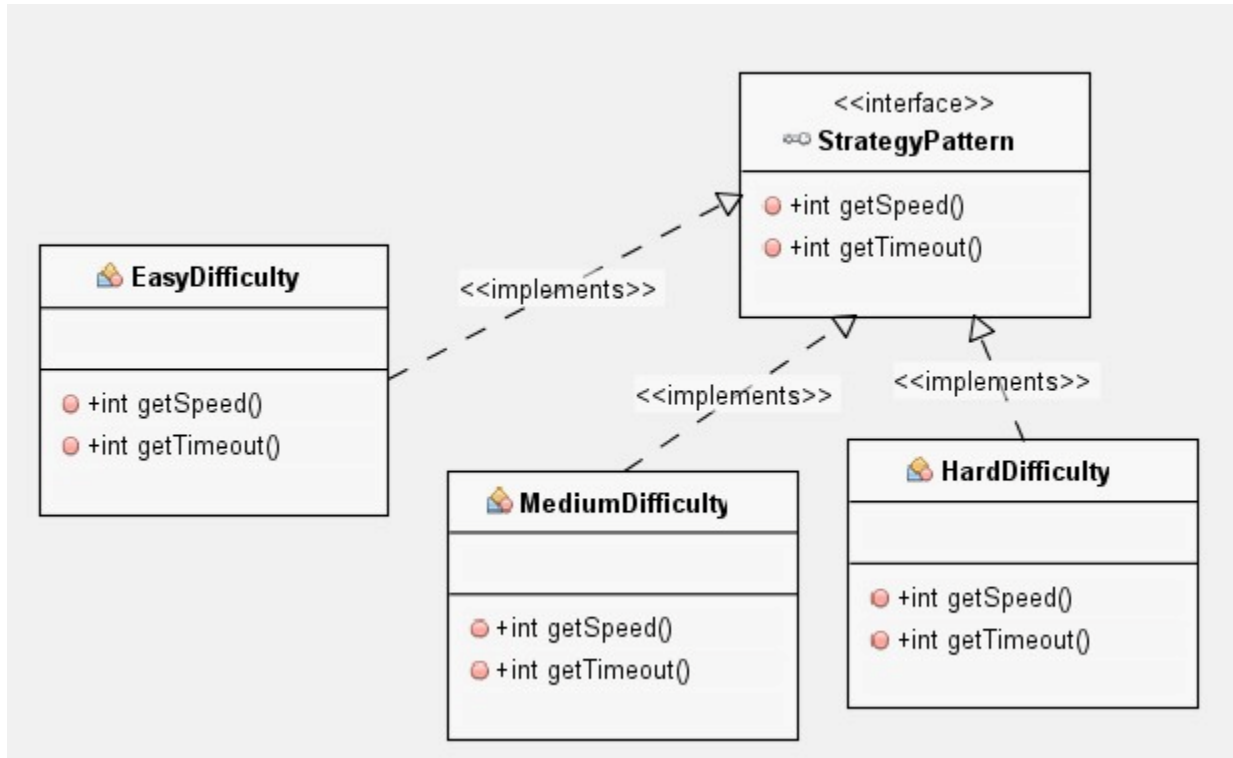 <<interface>>
StrategyPattern
+int getSpeed()
+int getTimeout()
<<implements>>
EasyDifficulty
+int getSpeed()
+int getTimeout()
<<implements>>
<<implements>>
MediumDifficulty
+int getSpeed()
+int getTimeout()
HardDifficulty
+int getSpeed()
+int getTimeout()